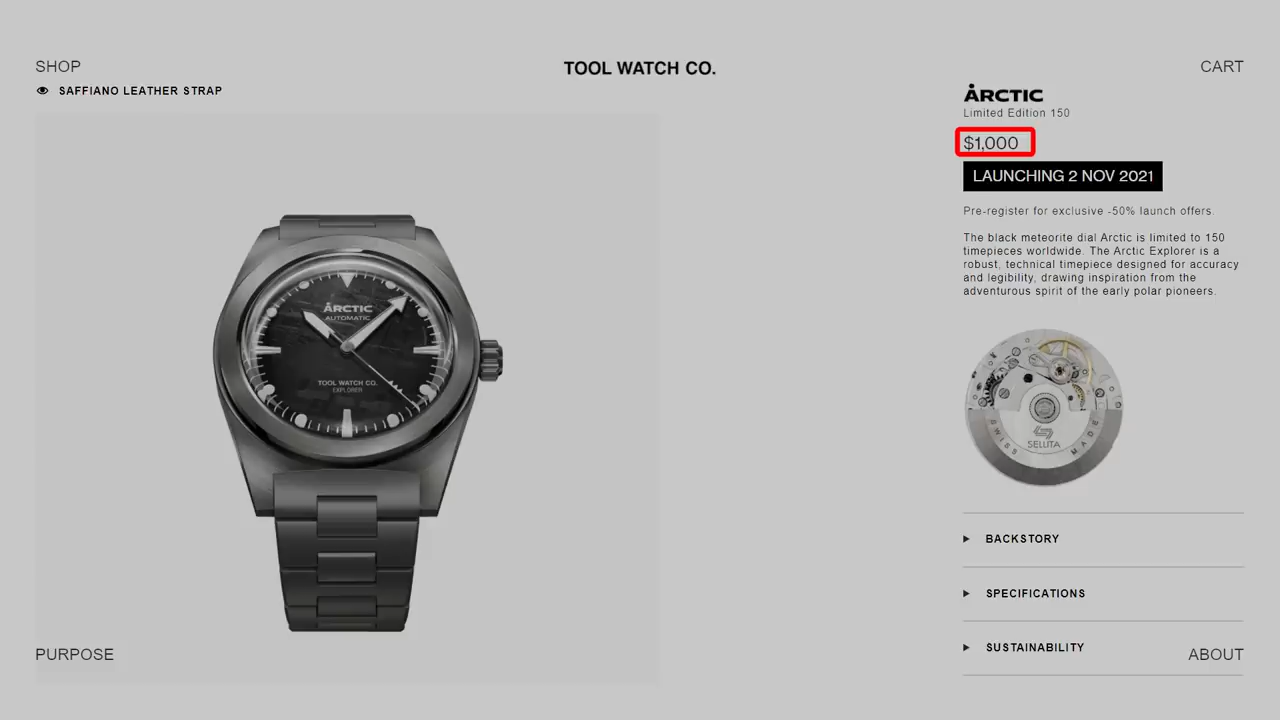 SHOP
TOOL WATCH CO.
CART
SAFFIANO LEATHER STRAP
ÅRCTIC
Limited Edition 150
$1,000
LAUNCHING 2 NOV 2021
Pre-register for exclusive -50% launch offers.
The black meteorite dial Arctic is limited to 150
timepieces worldwide. The Arctic Explorer is a
robust, technical timepiece designed for accuracy
and legibility, drawing inspiration from the
adventurous spirit of the early polar pioneers.
ÅRCTIC
AUTOMATIC
TOOL WATCH CO.
EXPLORER
SELLITA
SWISS MADE
BACKSTORY
SPECIFICATIONS
SUSTAINABILITY
PURPOSE
ABOUT